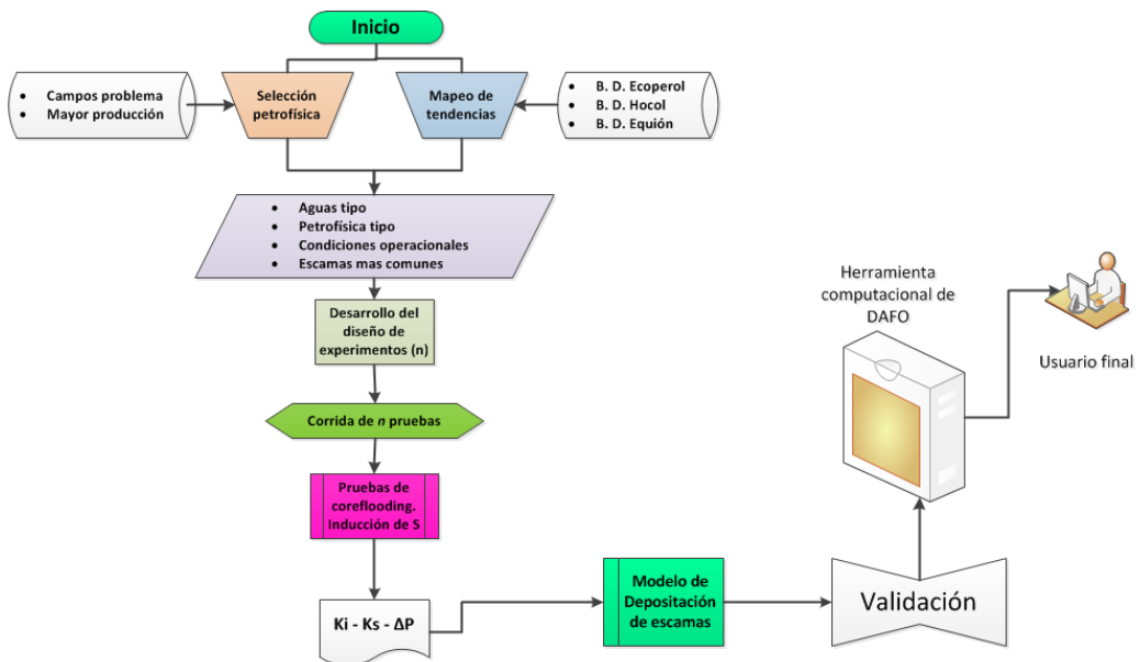 Inicio
• Campos problema
• Mayor producción
Selección
petrofísica
Mapeo de
tendencias
• B. D. Ecoperol
• B. D. Hocol
• B. D. Equión
• Aguas tipo
• Petrofísica tipo
• Condiciones operacionales
• Escamas mas comunes
Desarrollo del
diseño de
experimentos (n)
Corrida de n pruebas
Pruebas de
coreflooding.
Inducción de S
Ki - Ks - ΔP
Modelo de
Depositación
de escamas
Validación
Herramienta
computacional de
DAFO
Usuario final